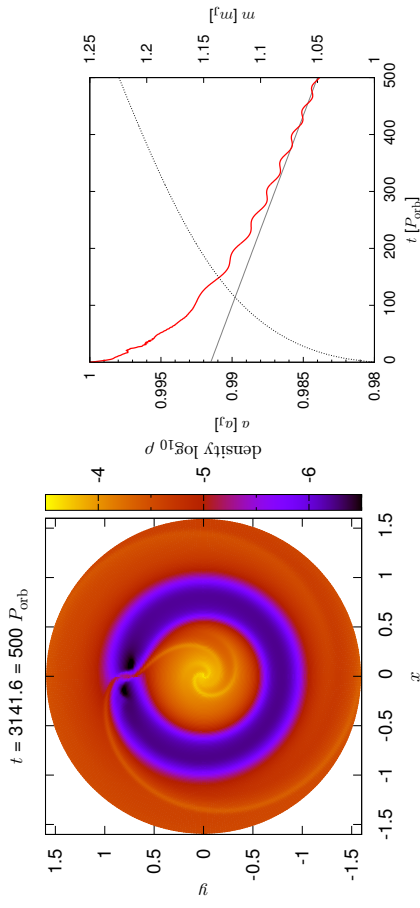 t = 3141.6 = 500 P_orb
1.5
1
0.5
0
-0.5
-1
-1.5
y
-1.5 -1 -0.5 0 0.5 1 1.5
x
-4
-5
-6
density log10 ρ
1
0.995
0.99
0.985
0.98
a [a_J]
0 100 200 300 400 500
t [P_orb]
1.25
1.2
1.15
1.1
1.05
1
m [m_J]